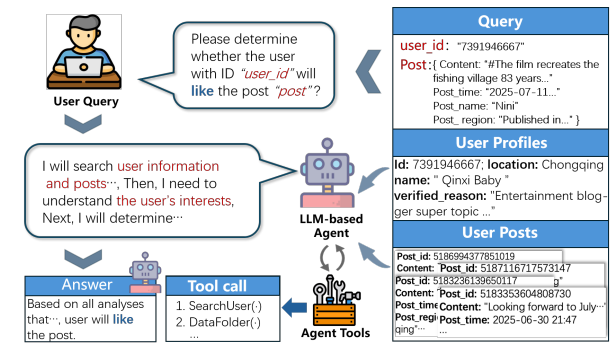 Query
user_id: "7391946667"
Post:{ Content: "#The film recreates the
fishing village 83 years..."
Post_time: "2025-07-11..."
Post_name: "Nini"
Post_ region: "Published in..." }
Please determine
whether the user
with ID "user_id" will
like the post "post"?
User Query
User Profiles
Id: 7391946667; location: Chongqing
name: " Qinxi Baby "
verified_reason: "Entertainment blog-
ger super topic ..."
I will search user information
and posts···, Then, I need to
understand the user's interests,
Next, I will determine···
LLM-based
Agent
User Posts
Post_id: 5186994377851019
Content: "
Post_id: 5187116717573147
Post_id: 5183236139650117
g"
Content: "
Post_time
Post_regi
qing"···
Post_id: 5183353604808730
Content: "Looking forward to July···"
Post_time: 2025-06-30 21:47
...
Answer
Based on all analyses
that···, user will like
the post.
Tool call
1. SearchUser(·)
2. DataFolder(·)
...
Agent Tools